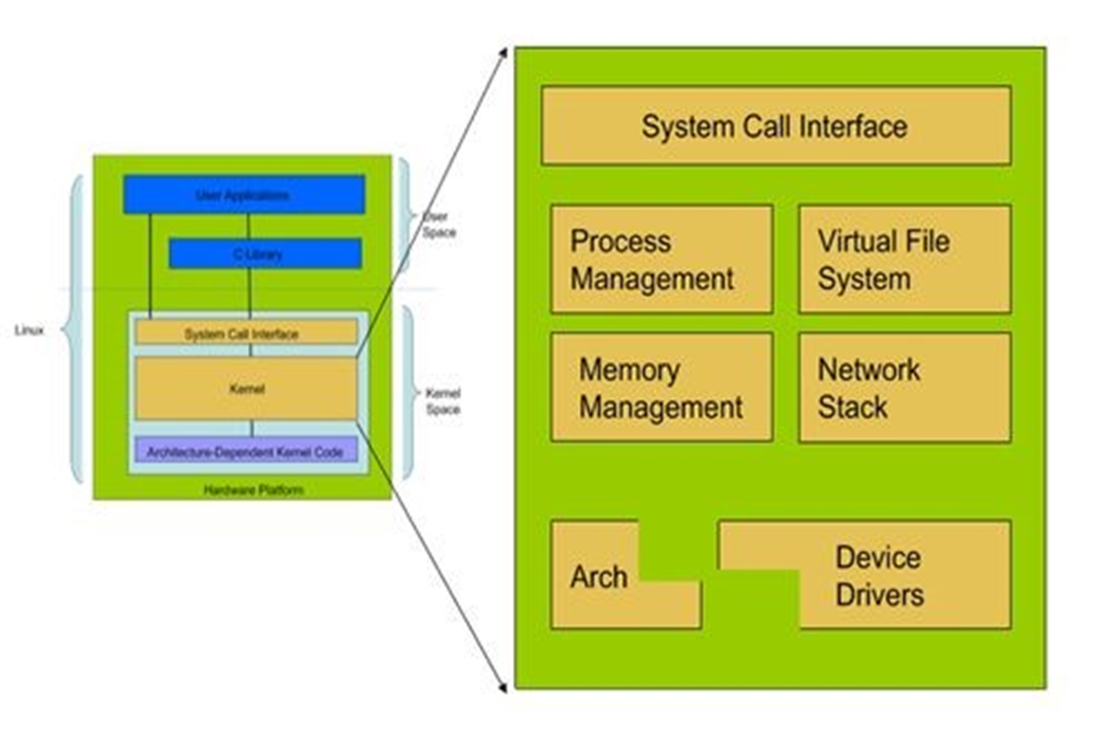 User Applications
User
Space
C Library
Linux
System Call Interface
Kernel
Kernel
Space
Architecture-Dependent Kernel Code
Hardware Platform
System Call Interface
Process
Management
Virtual File
System
Memory
Management
Network
Stack
Arch
Device
Drivers